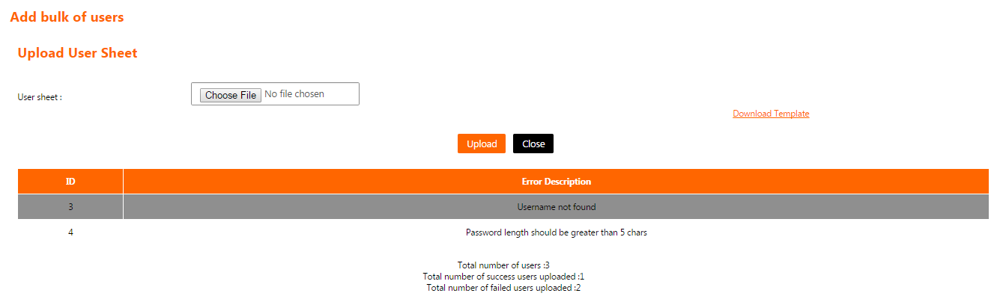 Add bulk of users
Upload User Sheet
User sheet :
Choose File No file chosen
Download Template
Upload Close
ID Error Description
3 Username not found
4 Password length should be greater than 5 chars
Total number of users :3
Total number of success users uploaded :1
Total number of failed users uploaded :2